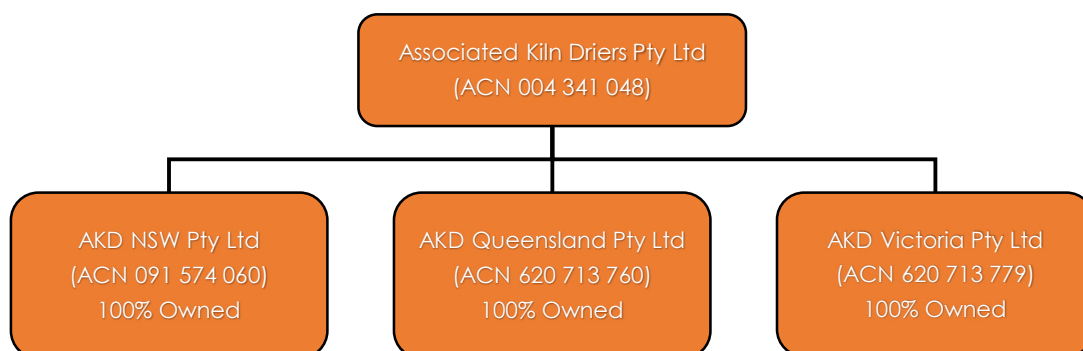 Associated Kiln Driers Pty Ltd
(ACN 004 341 048)
AKD NSW Pty Ltd
(ACN 091 574 060)
100% Owned
AKD Queensland Pty Ltd
(ACN 620 713 760)
100% Owned
AKD Victoria Pty Ltd
(ACN 620 713 779)
100% Owned